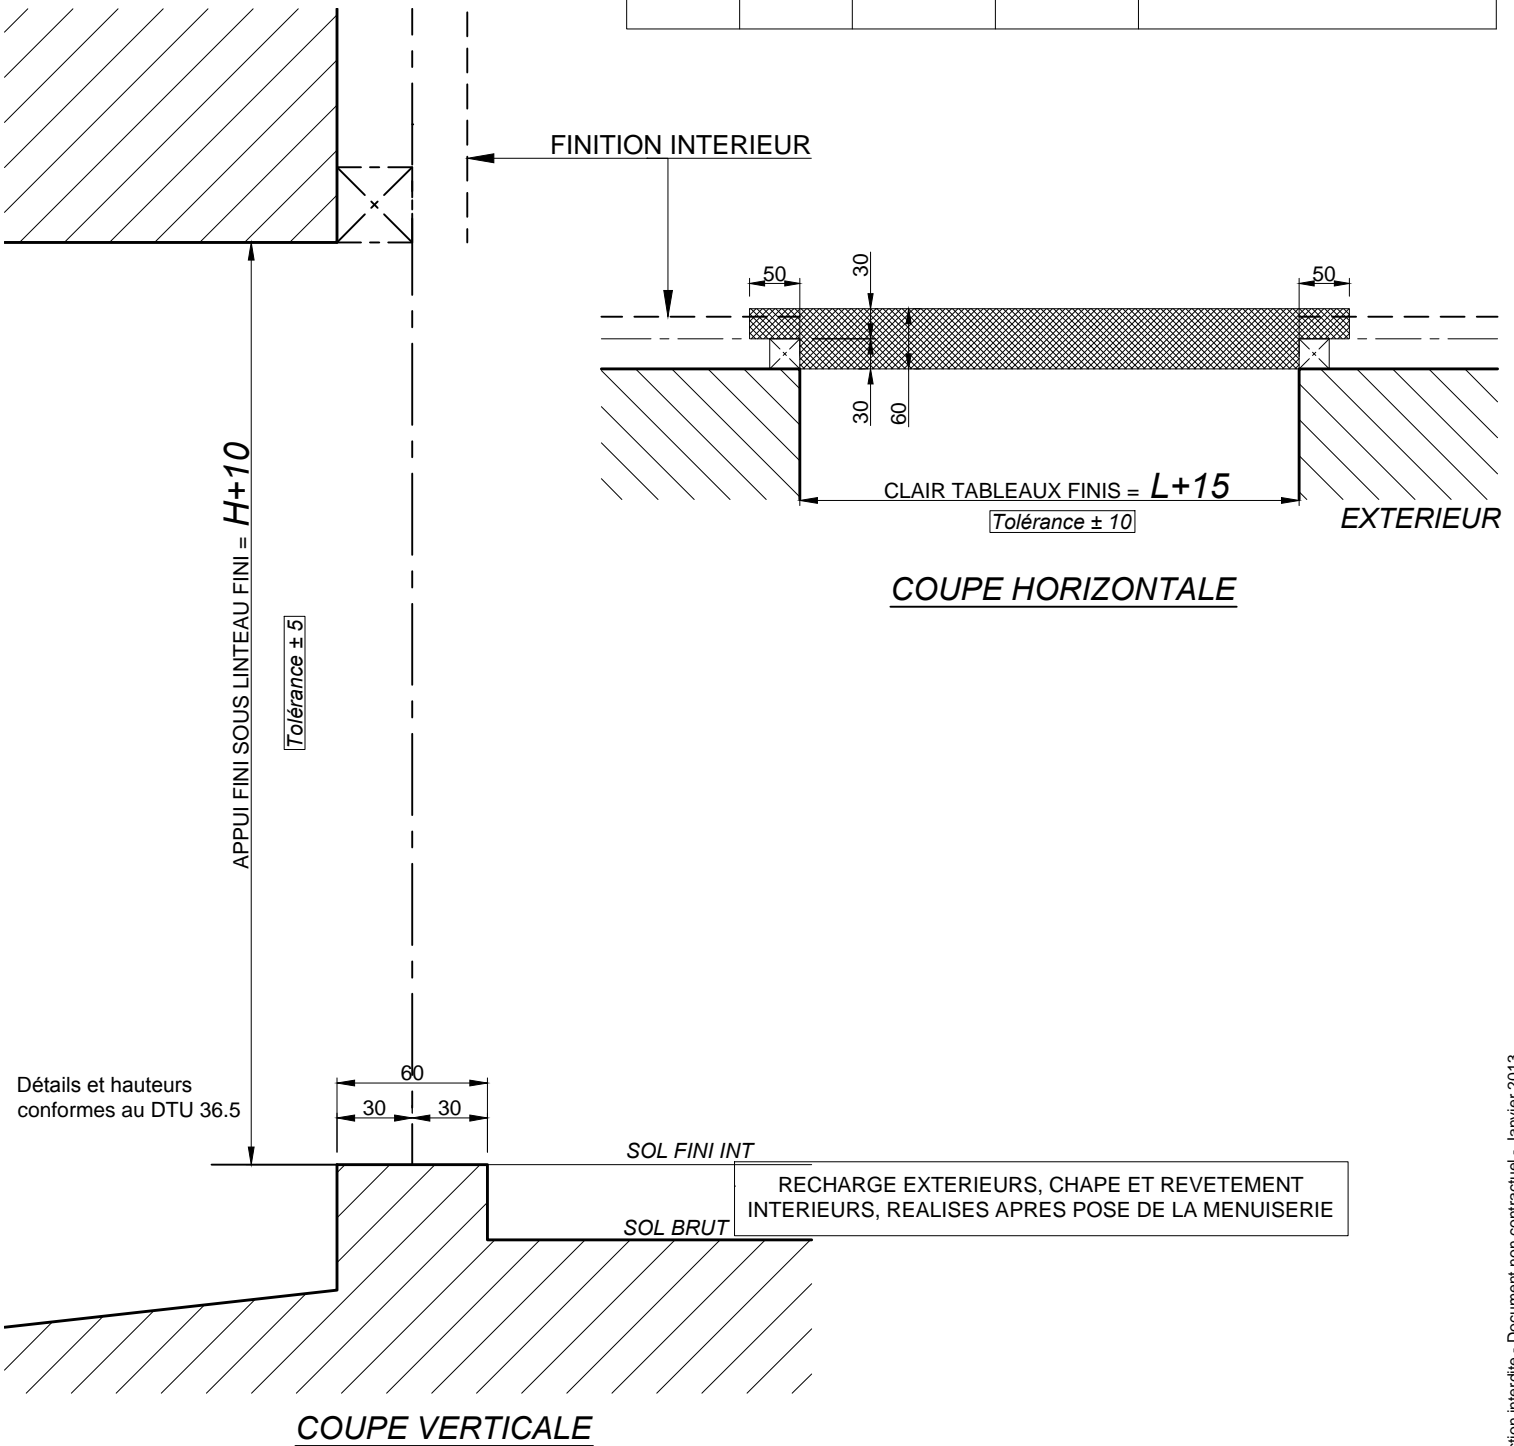 FINITION INTERIEUR
50
30
50
30
60
CLAIR TABLEAUX FINIS = L+15
Tolérance ± 10
EXTERIEUR
COUPE HORIZONTALE
APPUI FINI SOUS LINTEAU FINI = H+10
Tolérance ± 5
Détails et hauteurs
conformes au DTU 36.5
60
30
30
SOL FINI INT
RECHARGE EXTERIEURS, CHAPE ET REVETEMENT
INTERIEURS, REALISES APRES POSE DE LA MENUISERIE
SOL BRUT
COUPE VERTICALE
interdite - Document non contractuel - Janvier 2013